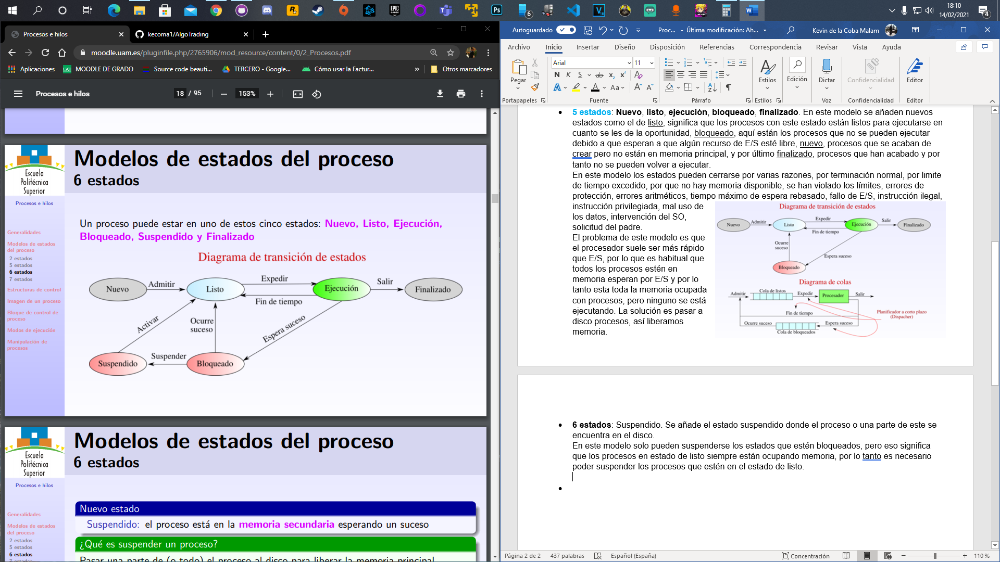 6
18:10
14/02/2021
4
Procesos e hilos
kecoma1/AlgoTrading
moodle.uam.es/pluginfile.php/2765906/mod_resource/content/0/2_Procesos.pdf
Aplicaciones
MOODLE DE GRADO
Source code beauti...
TERCERO - Google...
Cómo usar la Factur...
»
Otros marcadores
Procesos e hilos
18 / 95
153%
Escuela
Politécnica
Superior
Procesos e hilos
Generalidades
Modelos de estados
del proceso
2 estados
5 estados
6 estados
7 estados
Estructuras de control
Imagen de un proceso
Bloque de control de
proceso
Modos de ejecución
Manipulación de
procesos
Modelos de estados del proceso
6 estados
Un proceso puede estar en uno de estos cinco estados: Nuevo, Listo, Ejecución,
Bloqueado, Suspendido y Finalizado
Diagrama de transición de estados
Nuevo
Admitir
Listo
Expedir
Fin de tiempo
Ejecución
Salir
Finalizado
Activar
Ocurre
suceso
Espera suceso
Suspendido
Suspender
Bloqueado
Escuela
Politécnica
Superior
Procesos e hilos
Generalidades
Modelos de estados
del proceso
2 estados
5 estados
6 estados
Modelos de estados del proceso
6 estados
Nuevo estado
Suspendido: el proceso está en la memoria secundaria esperando un suceso
¿Qué es suspender un proceso?
Pasar una parte de (o todo) el proceso al disco para liberar la memoria principal
Autoguardado
Proc... - Última modificación: Ah...
Kevin de la Coba Malam
Archivo
Inicio
Insertar
Diseño
Disposición
Referencias
Correspondencia
Revisar
Vista
Ayuda
Pegar
Arial
11
N K S ab x2 x2
A A Aa A A
Estilos
Edición
Dictar
Confidencialidad
Editor
Portapapeles
Fuente
Párrafo
Estilos
Voz
Confidencialidad
Editor
• 5 estados: Nuevo, listo, ejecución, bloqueado, finalizado. En este modelo se añaden nuevos
estados como el de listo, significa que los procesos con este estado están listos para ejecutarse en
cuanto se les de la oportunidad, bloqueado, aquí están los procesos que no se pueden ejecutar
debido a que esperan a que algún recurso de E/S esté libre, nuevo, procesos que se acaban de
crear pero no están en memoria principal, y por último finalizado, procesos que han acabado y por
tanto no se pueden volver a ejecutar.
En este modelo los estados pueden cerrarse por varias razones, por terminación normal, por limite
de tiempo excedido, por que no hay memoria disponible, se han violado los límites, errores de
protección, errores aritméticos, tiempo máximo de espera rebasado, fallo de E/S, instrucción ilegal,
instrucción privilegiada, mal uso de
los datos, intervención del SO,
solicitud del padre.
El problema de este modelo es que
el procesador suele ser más rápido
que E/S, por lo que es habitual que
todos los procesos estén en
memoria esperan por E/S y por lo
tanto esta toda la memoria ocupada
con procesos, pero ninguno se está
ejecutando. La solución es pasar a
disco procesos, así liberamos
memoria.
Diagrama de transición de estados
Nuevo
Admitir
Listo
Expedir
Fin de tiempo
Ejecución
Salir
Finalizado
Ocurre
suceso
Espera suceso
Bloqueado
Diagrama de colas
Cola de listos
Admitir
Expedir
Procesador
Salir
Fin de tiempo
Planificador a corto plazo
(Dispacher)
Ocurre suceso
Espera suceso
Cola de bloqueados
• 6 estados: Suspendido. Se añade el estado suspendido donde el proceso o una parte de este se
encuentra en el disco.
En este modelo solo pueden suspenderse los estados que estén bloqueados, pero eso significa
que los procesos en estado de listo siempre están ocupando memoria, por lo tanto es necesario
poder suspender los procesos que estén en el estado de listo.
•
Página 2 de 2
437 palabras
Español (España)
Concentración
110 %